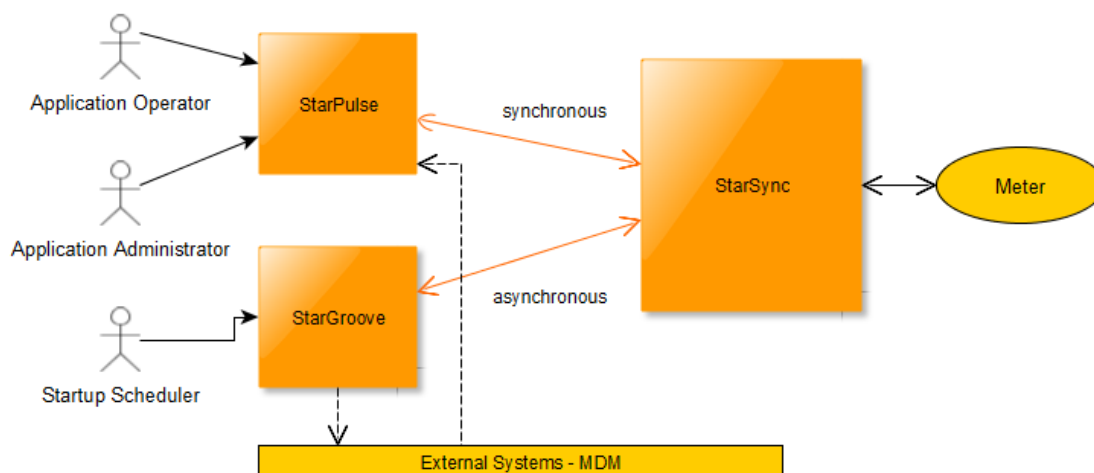 Application Operator
StarPulse
synchronous
Application Administrator
StarSync
Meter
StarGroove
asynchronous
Startup Scheduler
External Systems - MDM